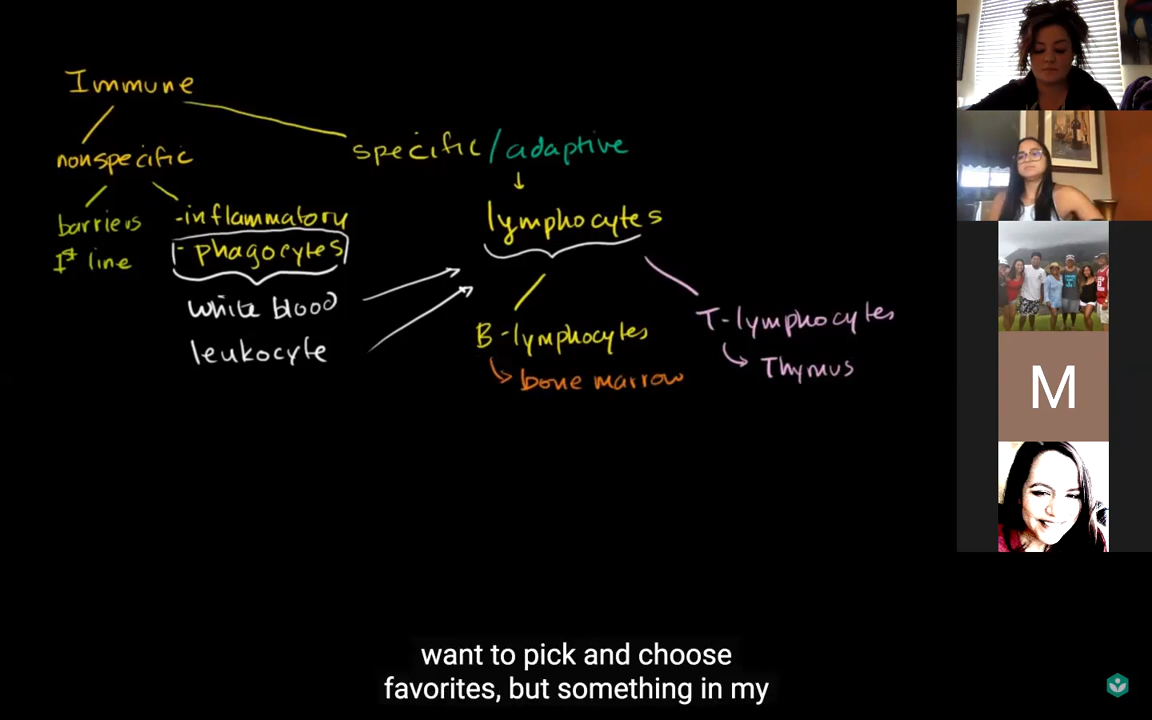 Immune
nonspecific
specific/adaptive
barriers
1st line
-inflammatory
- phagocytes
white blood
leukocyte
lymphocytes
B-lymphocytes
bone marrow
T-lymphocytes
Thymus
M
want to pick and choose
favorites, but something in my